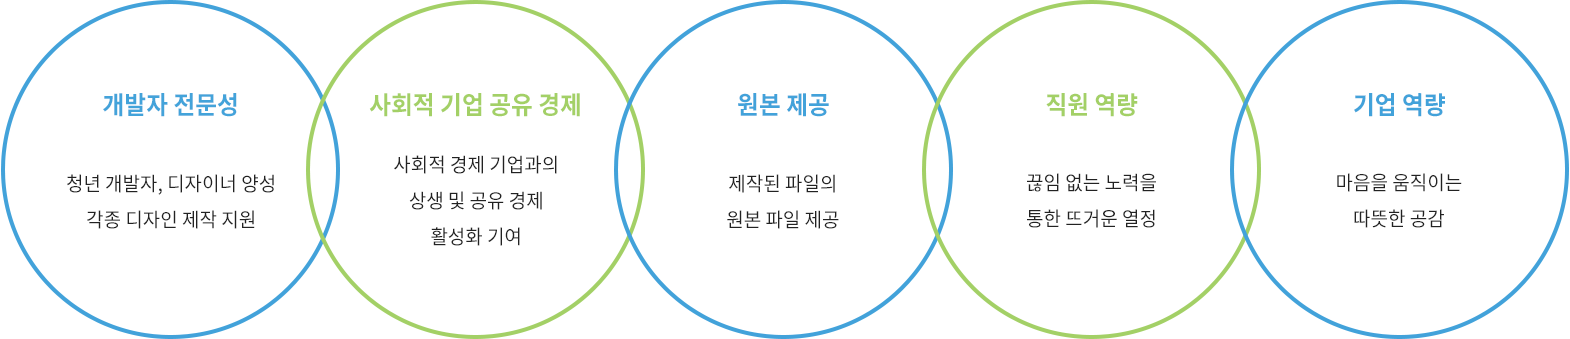 개발자 전문성
청년 개발자, 디자이너 양성
각종 디자인 제작 지원
사회적 기업 공유 경제
사회적 경제 기업과의
상생 및 공유 경제
활성화 기여
원본 제공
제작된 파일의
원본 파일 제공
직원 역량
끊임 없는 노력을
통한 뜨거운 열정
기업 역량
마음을 움직이는
따뜻한 공감